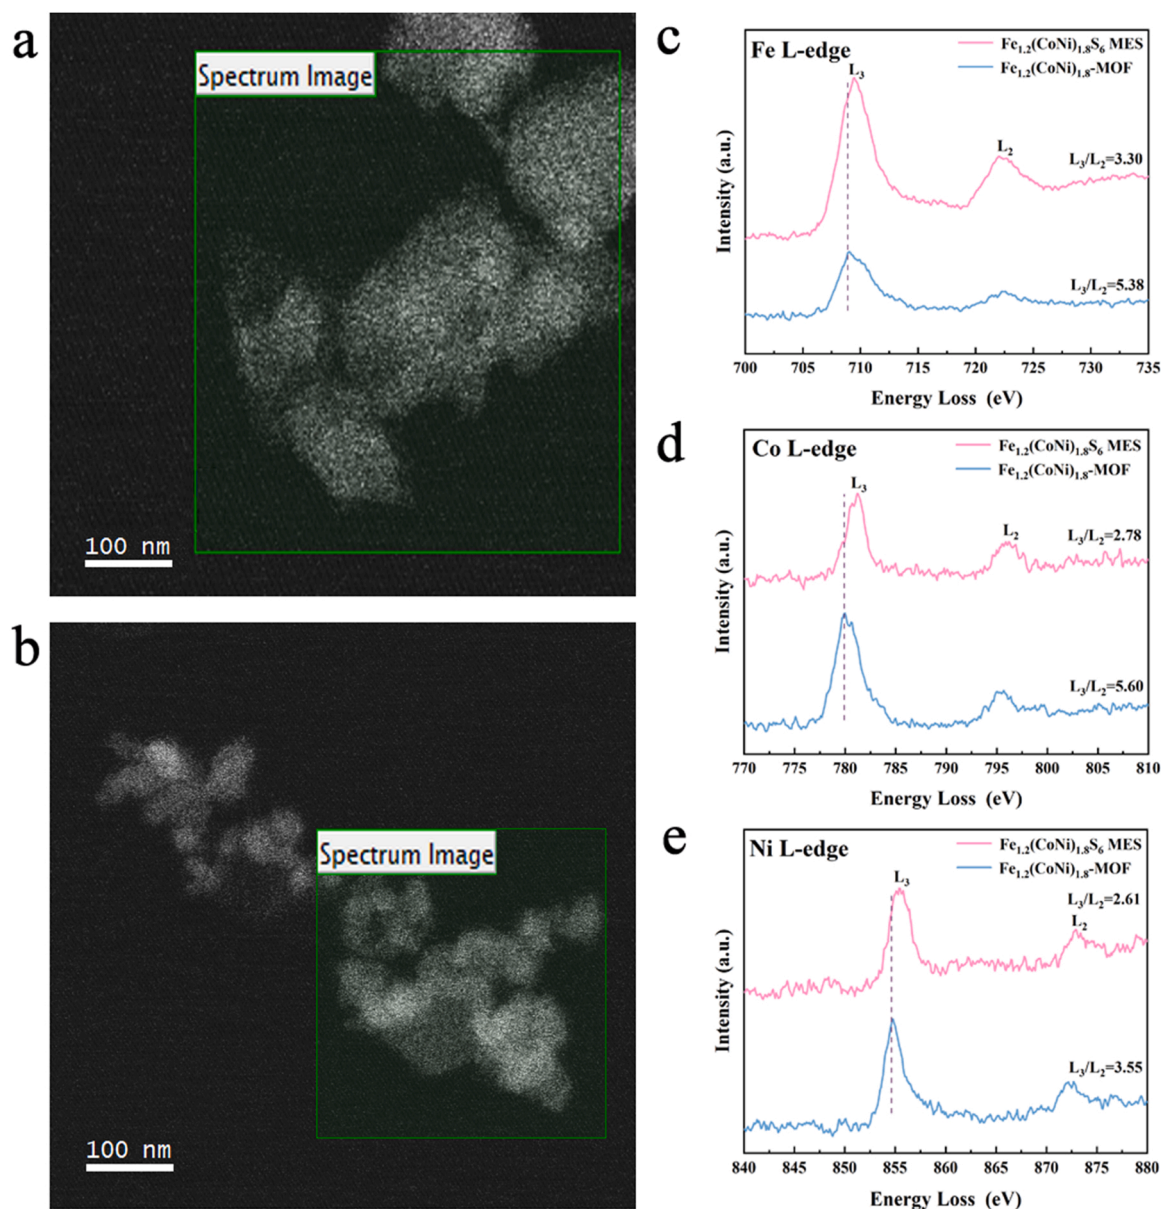 a
Spectrum Image
100 nm
b
Spectrum Image
100 nm
c
Fe L-edge
Fe1.2(CoNi)1.8S6 MES
Fe1.2(CoNi)1.8-MOF
L3
L2
L3/L2=3.30
L3/L2=5.38
Intensity (a.u.)
700 705 710 715 720 725 730 735
Energy Loss (eV)
d
Co L-edge
Fe1.2(CoNi)1.8S6 MES
Fe1.2(CoNi)1.8-MOF
L3
L2
L3/L2=2.78
L3/L2=5.60
Intensity (a.u.)
770 775 780 785 790 795 800 805 810
Energy Loss (eV)
e
Ni L-edge
Fe1.2(CoNi)1.8S6 MES
Fe1.2(CoNi)1.8-MOF
L3
L3/L2=2.61
L2
L3/L2=3.55
Intensity (a.u.)
840 845 850 855 860 865 870 875 880
Energy Loss (eV)